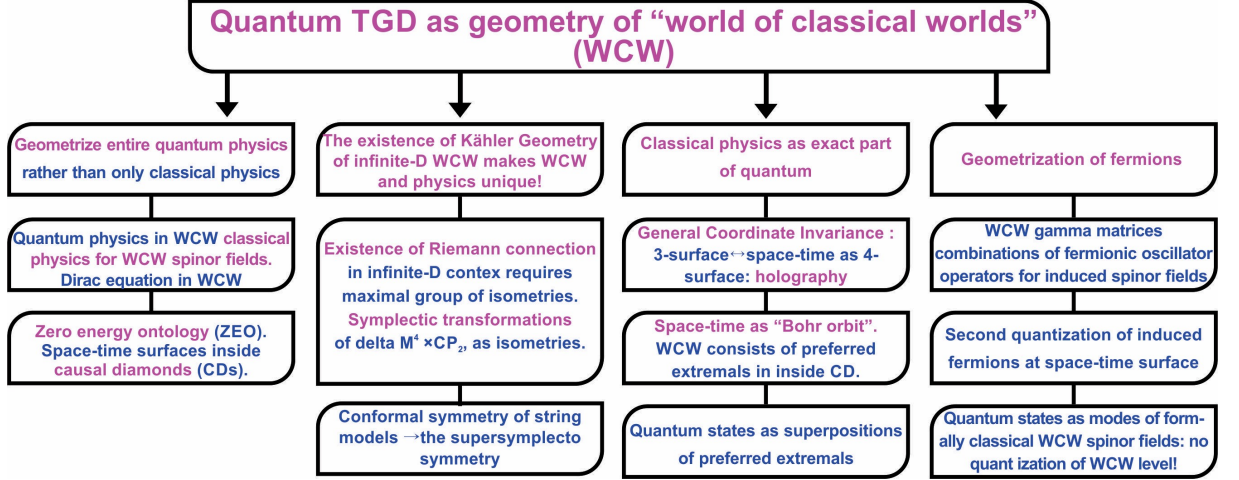 Quantum TGD as geometry of “world of classical worlds”
(WCW)
Geometrize entire quantum physics
rather than only classical physics
Quantum physics in WCW classical
physics for WCW spinor fields.
Dirac equation in WCW
Zero energy ontology (ZEO).
Space-time surfaces inside
causal diamonds (CDs).
The existence of Kähler Geometry
of infinite-D WCW makes WCW
and physics unique!
Existence of Riemann connection
in infinite-D contex requires
maximal group of isometries.
Symplectic transformations
of delta M⁴ ×CP₂, as isometries.
Conformal symmetry of string
models →the supersymplecto
symmetry
Classical physics as exact part
of quantum
General Coordinate Invariance :
3-surface↔space-time as 4-
surface: holography
Space-time as “Bohr orbit”.
WCW consists of preferred
extremals in inside CD.
Quantum states as superpositions
of preferred extremals
Geometrization of fermions
WCW gamma matrices
combinations of fermionic oscillator
operators for induced spinor fields
Second quantization of induced
fermions at space-time surface
Quantum states as modes of form-
ally classical WCW spinor fields: no
quant ization of WCW level!